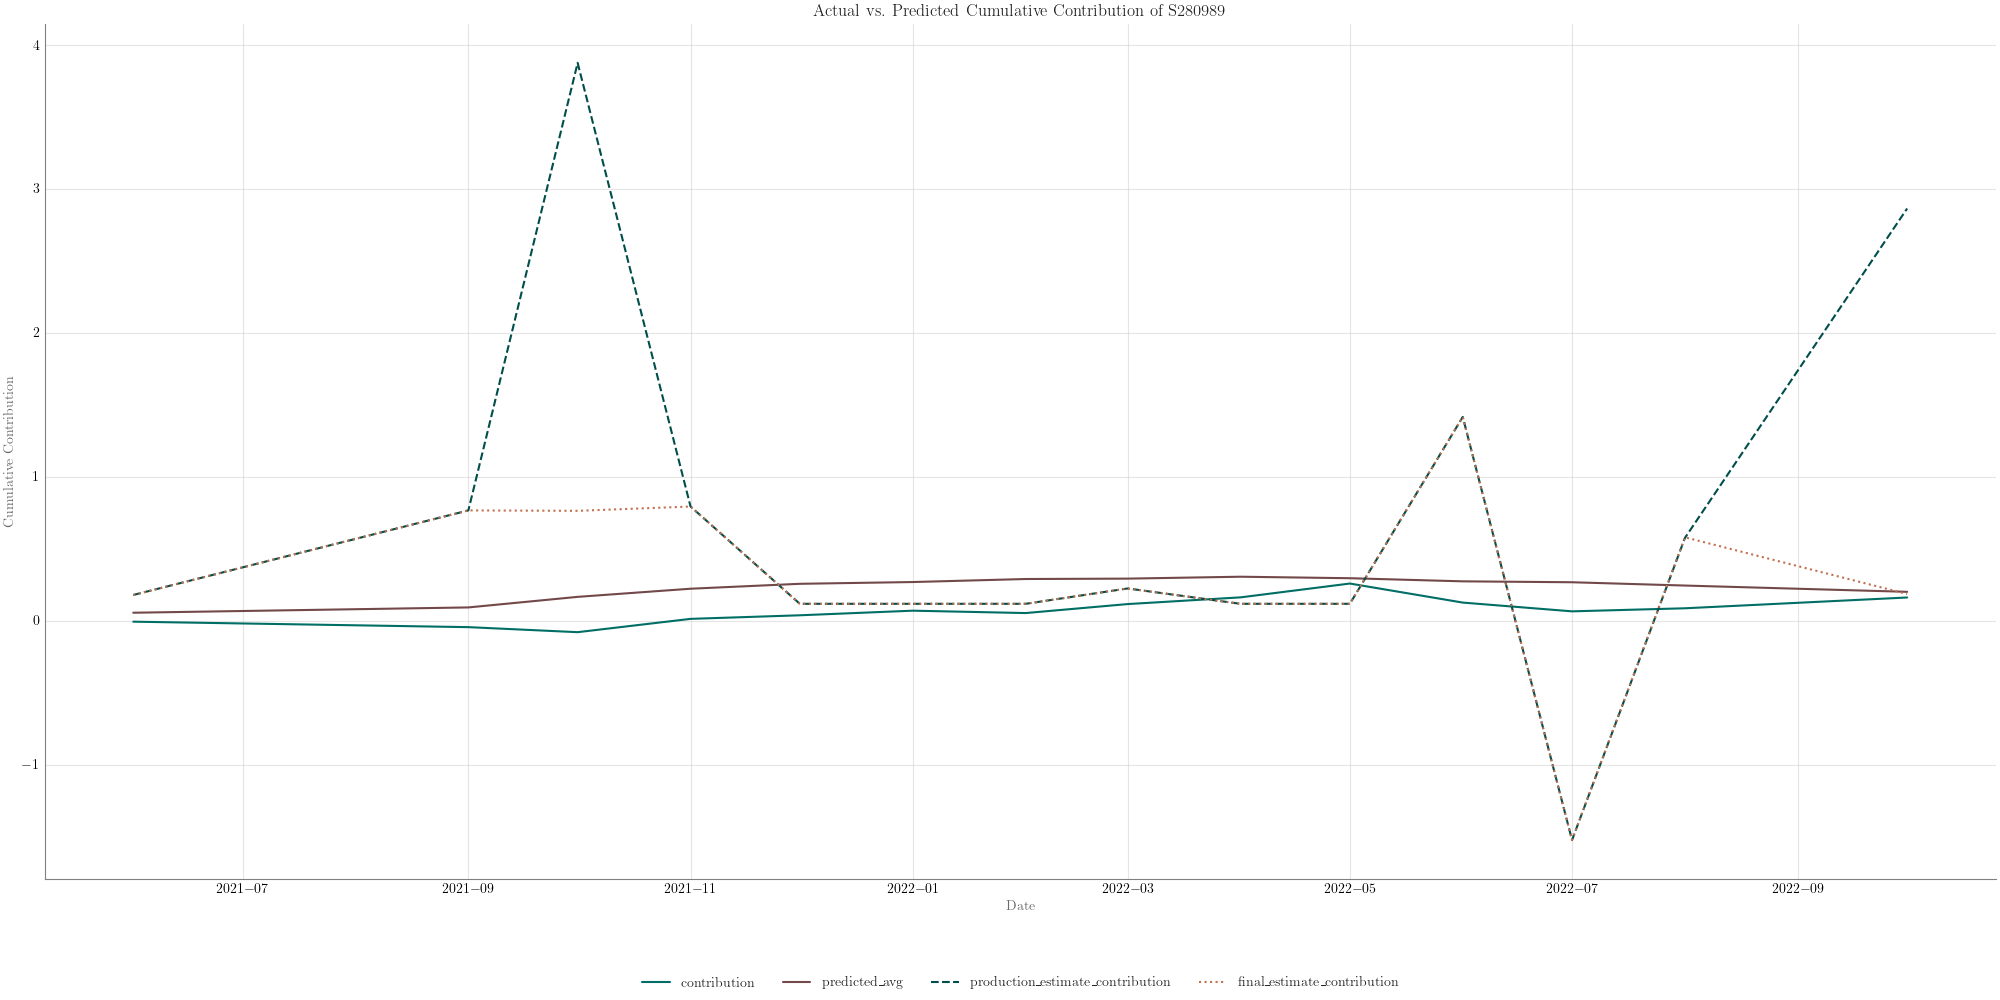 Actual vs. Predicted Cumulative Contribution of S280989
4
3
2
1
0
−1
Cumulative Contribution
2021−07
2021−09
2021−11
2022−01
2022−03
2022−05
2022−07
2022−09
Date
contribution
predicted_avg
production_estimate_contribution
final_estimate_contribution